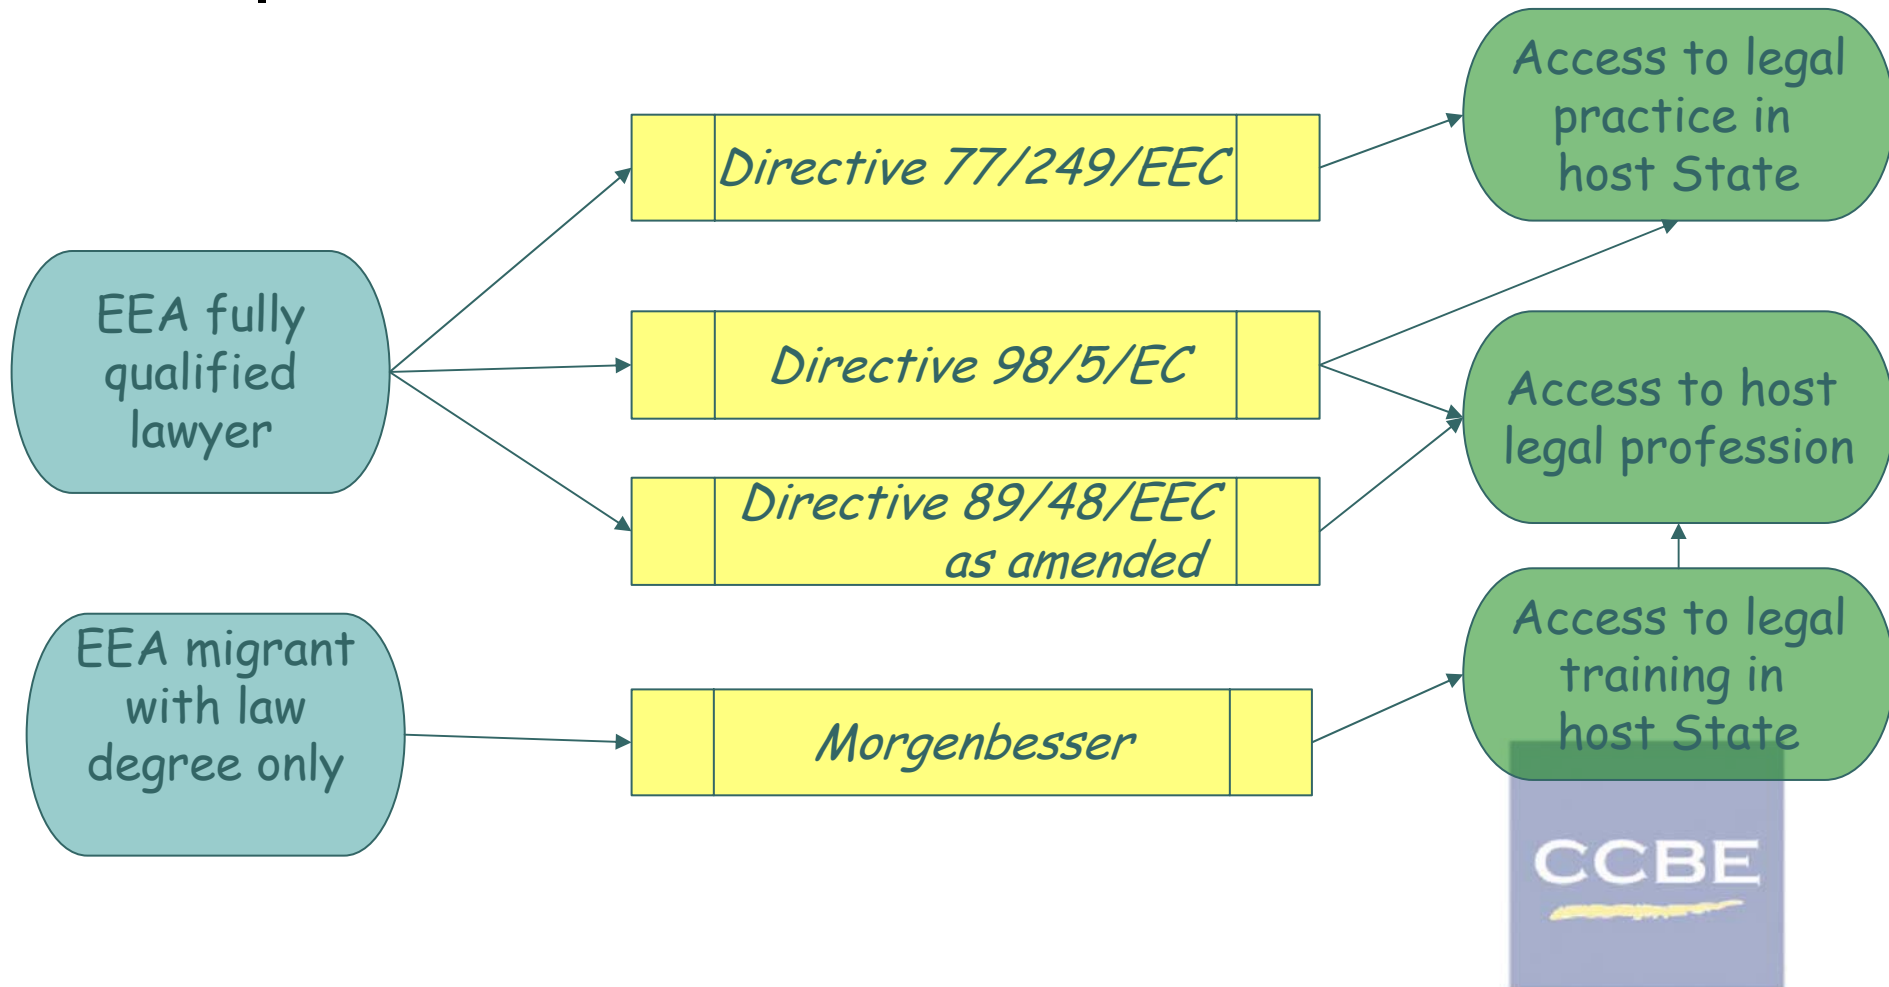 EEA fully
qualified
lawyer
EEA migrant
with law
degree only
Directive 77/249/EEC
Directive 98/5/EC
Directive 89/48/EEC
as amended
Morgenbesser
Access to legal
practice in
host State
Access to host
legal profession
Access to legal
training in
host State
CCBE